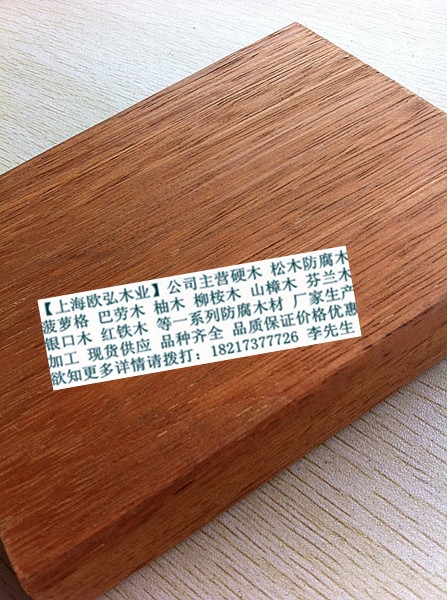 【上海欧弘木业】公司主营硬木 松木防腐木
菠萝格 巴劳木 柚木 柳桉木 山樟木 芬兰木
银口木 红铁木 等一系列防腐木材 厂家生产
加工 现货供应 品种齐全 品质保证价格优惠
欲知更多详情请拨打：18217377726 李先生